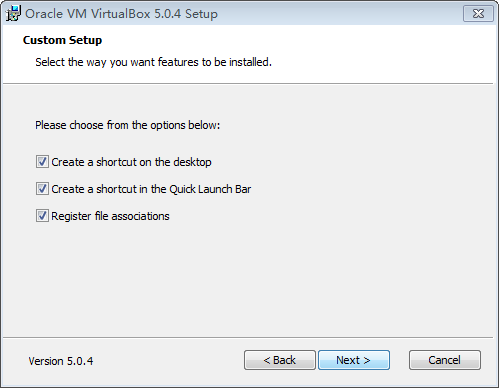 Oracle VM VirtualBox 5.0.4 Setup
Custom Setup
Select the way you want features to be installed.
Please choose from the options below:
Create a shortcut on the desktop
Create a shortcut in the Quick Launch Bar
Register file associations
Version 5.0.4
< Back
Next >
Cancel